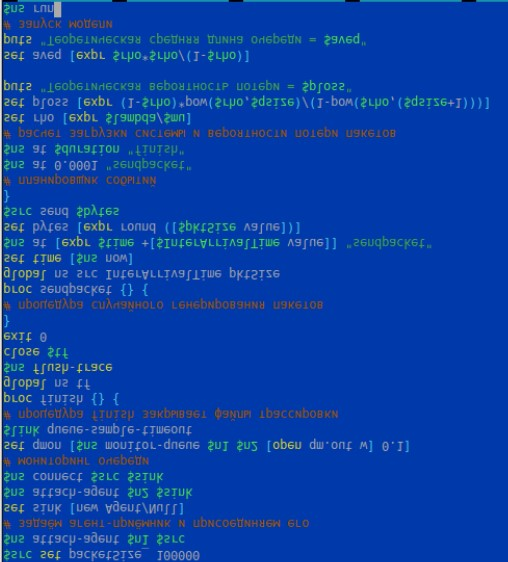 $src set packetSize_ 100000
$ns attach-agent $n1 $src
# задаём агент-приёмник и присоединяем его
set sink [new Agent/Null]
$ns attach-agent $n2 $sink
$ns connect $src $sink
# мониторинг очереди
set qmon [$ns monitor-queue $n1 $n2 [open qm.out w] 0.1]
$link queue-sample-timeout
# процедура finish закрывает файлы трассировки
proc finish {} {
global ns tf
$ns flush-trace
close $tf
exit 0
}
# процедура случайного генерирования пакетов
proc sendpacket {} {
global ns src InterArrivalTime pktSize
set time [$ns now]
$ns at [expr $time +[$InterArrivalTime value]] "sendpacket"
set bytes [expr round ([$pktSize value])]
$src send $bytes
}
# планировщик событий
$ns at 0.0001 "sendpacket"
$ns at $duration "finish"
# расчет загрузки системы и вероятности потери пакетов
set rho [expr $lambda/$mu]
set ploss [expr (1-$rho)*pow($rho,$qsize)/(1-pow($rho,($qsize+1)))]
puts "Теоретическая вероятность потери = $ploss"
set aveq [expr $rho*$rho/(1-$rho)]
puts "Теоретическая средняя длинна очереди = $aveq"
# запуск модели
$ns run